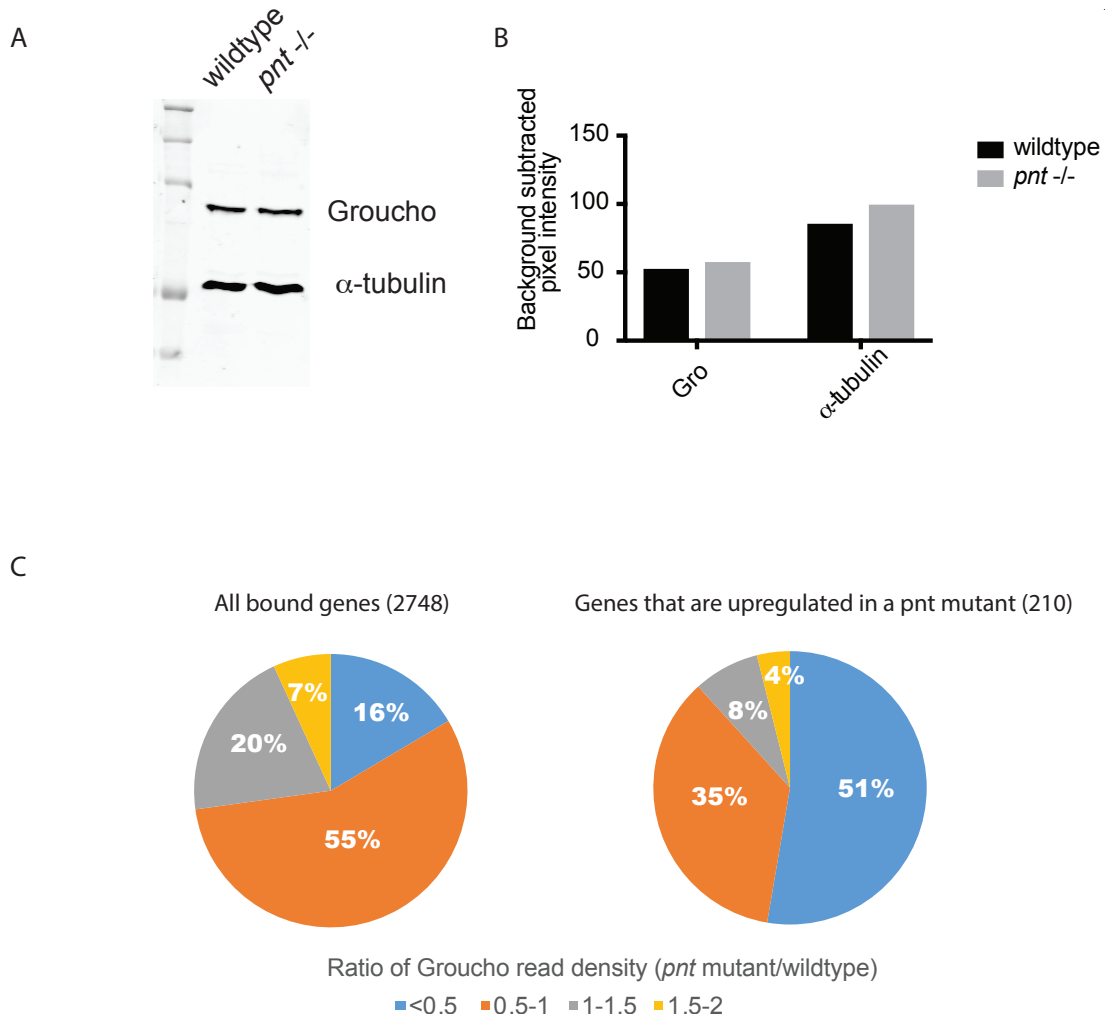 A
wildtype
pnt -/-
Groucho
α-tubulin
B
Background subtracted
pixel intensity
150
100
50
0
Gro
α-tubulin
wildtype
pnt -/-
C
All bound genes (2748)
7%
16%
20%
55%
Genes that are upregulated in a pnt mutant (210)
4%
8%
35%
51%
Ratio of Groucho read density (pnt mutant/wildtype)
<0.5 0.5-1 1-1.5 1.5-2